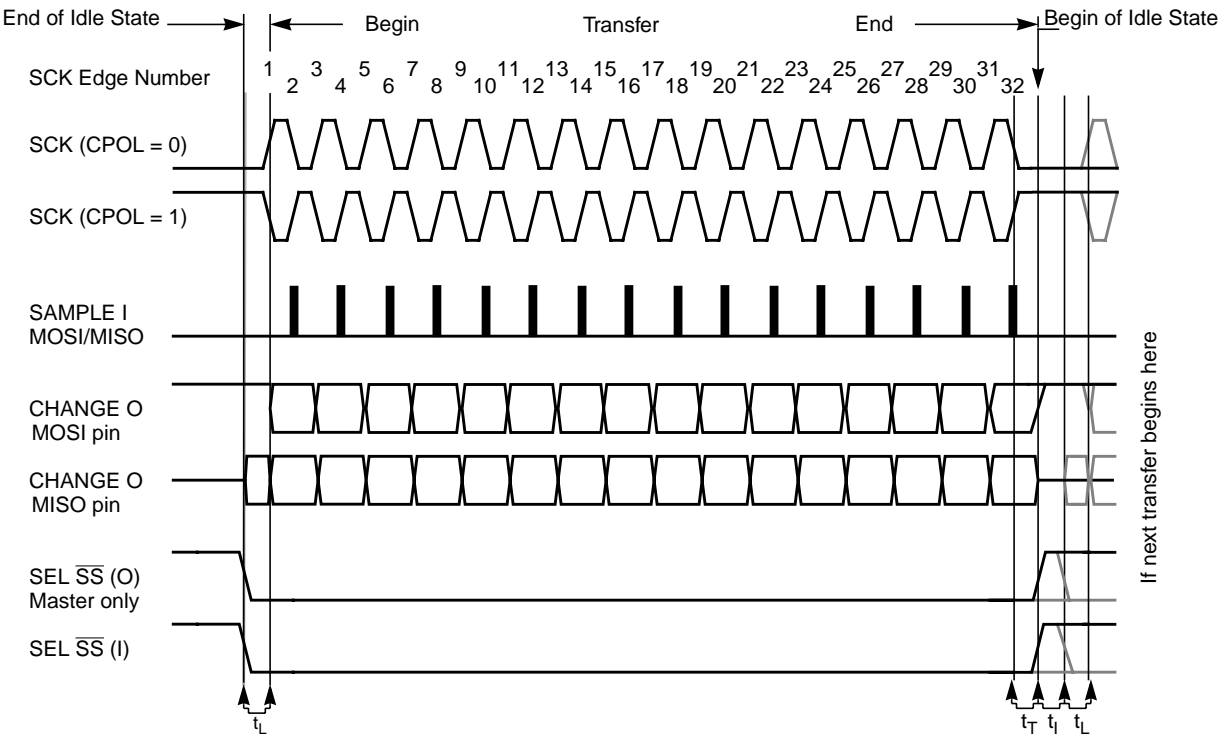 End of Idle State
Begin
Transfer
End
Begin of Idle State
SCK Edge Number
1 3 5 7 9 11 13 15 17 19 21 23 25 27 29 31
2 4 6 8 10 12 14 16 18 20 22 24 26 28 30 32
SCK (CPOL = 0)
SCK (CPOL = 1)
SAMPLE I
MOSI/MISO
CHANGE O
MOSI pin
CHANGE O
MISO pin
SEL S̅S̅ (O)
Master only
SEL S̅S̅ (I)
If next transfer begins here
tL
tT tI tL